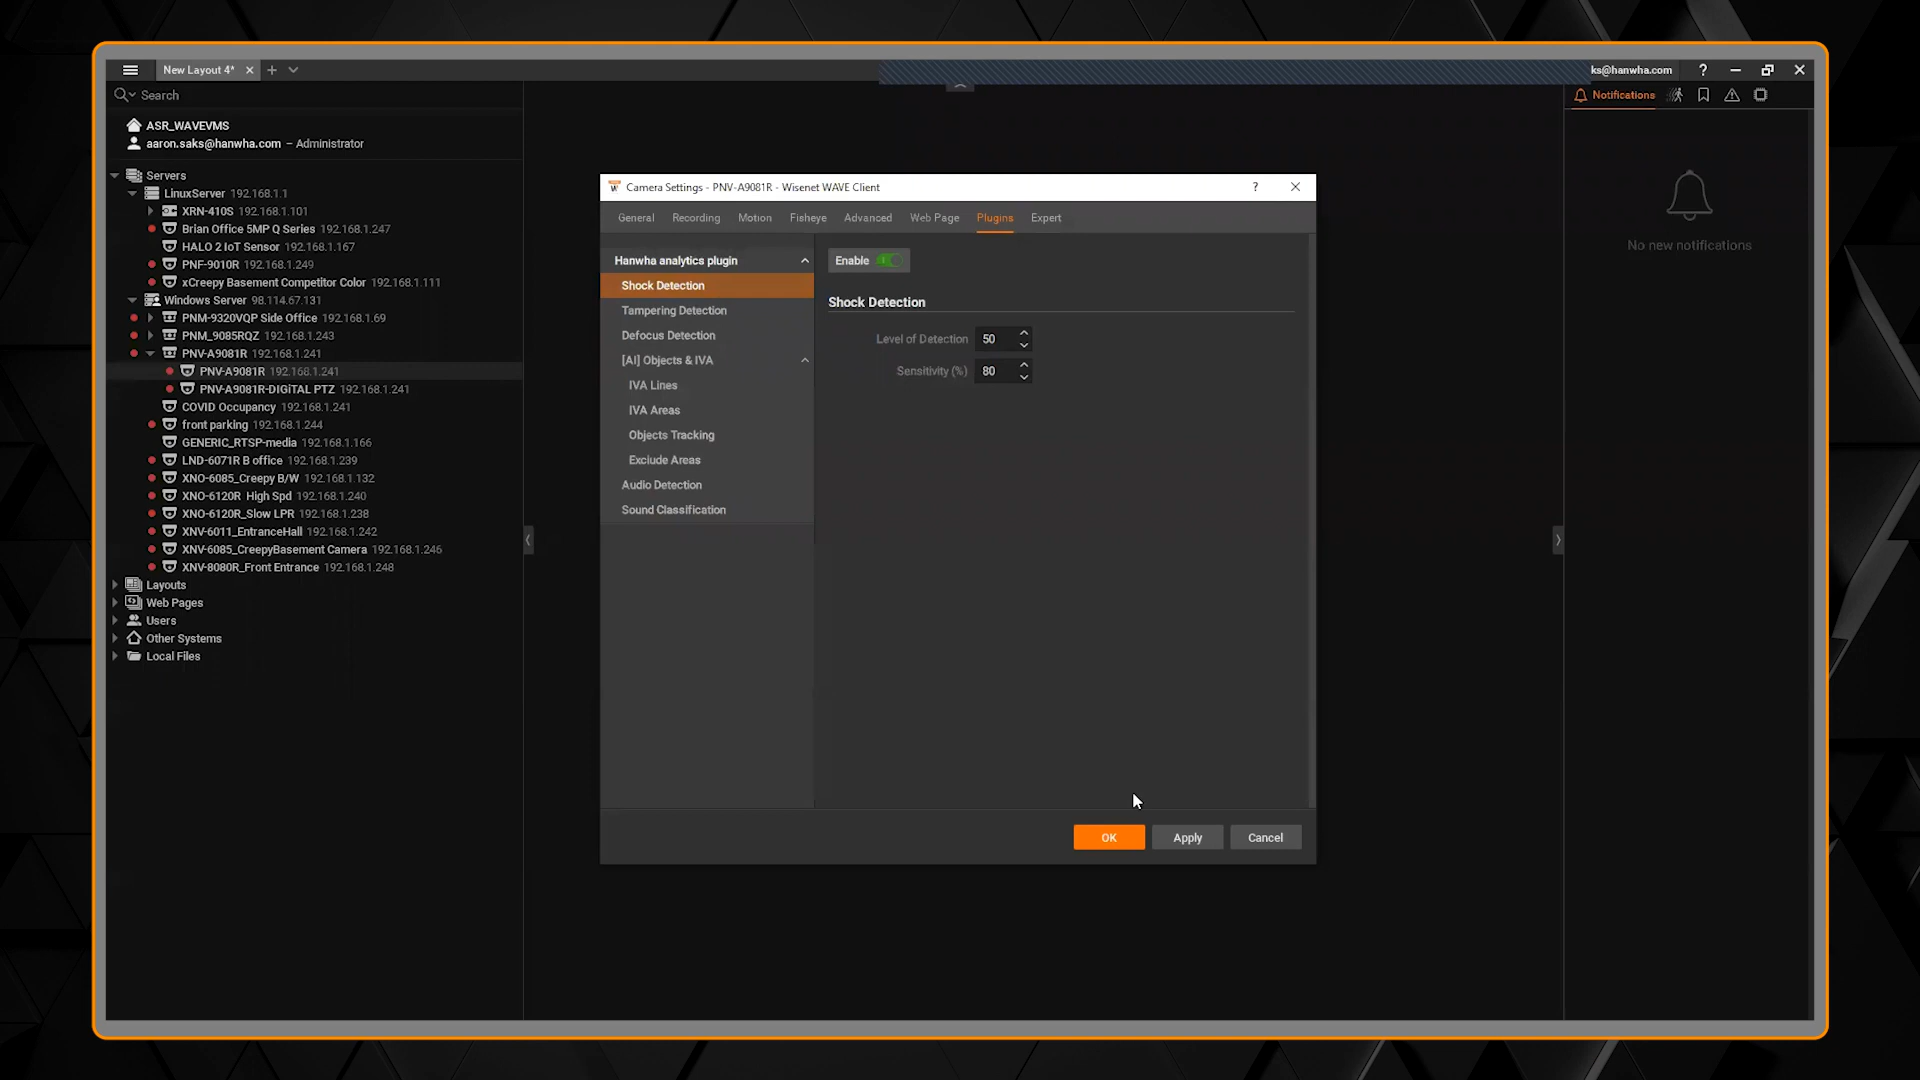 New Layout 4*
ks@hanwha.com
?
Search
Notifications
ASR_WAVEVMS
aaron.saks@hanwha.com – Administrator
Servers
LinuxServer 192.168.1.1
XRN-410S 192.168.1.101
Brian Office 5MP Q Series 192.168.1.247
HALO 2 IoT Sensor 192.168.1.167
PNF-9010R 192.168.1.249
xCreepy Basement Competitor Color 192.168.1.111
Windows Server 98.114.67.131
PNM-9320VQP Side Office 192.168.1.69
PNM_9085RQZ 192.168.1.243
PNV-A9081R 192.168.1.241
PNV-A9081R 192.168.1.241
PNV-A9081R-DIGiTAL PTZ 192.168.1.241
COVID Occupancy 192.168.1.241
front parking 192.168.1.244
GENERIC_RTSP-media 192.168.1.166
LND-6071R B office 192.168.1.239
XNO-6085_Creepy B/W 192.168.1.132
XNO-6120R High Spd 192.168.1.240
XNO-6120R_Slow LPR 192.168.1.238
XNV-6011_EntranceHall 192.168.1.242
XNV-6085_CreepyBasement Camera 192.168.1.246
XNV-8080R_Front Entrance 192.168.1.248
Layouts
Web Pages
Users
Other Systems
Local Files
Camera Settings - PNV-A9081R - Wisenet WAVE Client
?
General Recording Motion Fisheye Advanced Web Page Plugins Expert
Hanwha analytics plugin
Shock Detection
Tampering Detection
Defocus Detection
[AI] Objects & IVA
IVA Lines
IVA Areas
Objects Tracking
Exclude Areas
Audio Detection
Sound Classification
Enable
Shock Detection
Level of Detection 50
Sensitivity (%) 80
OK Apply Cancel
No new notifications